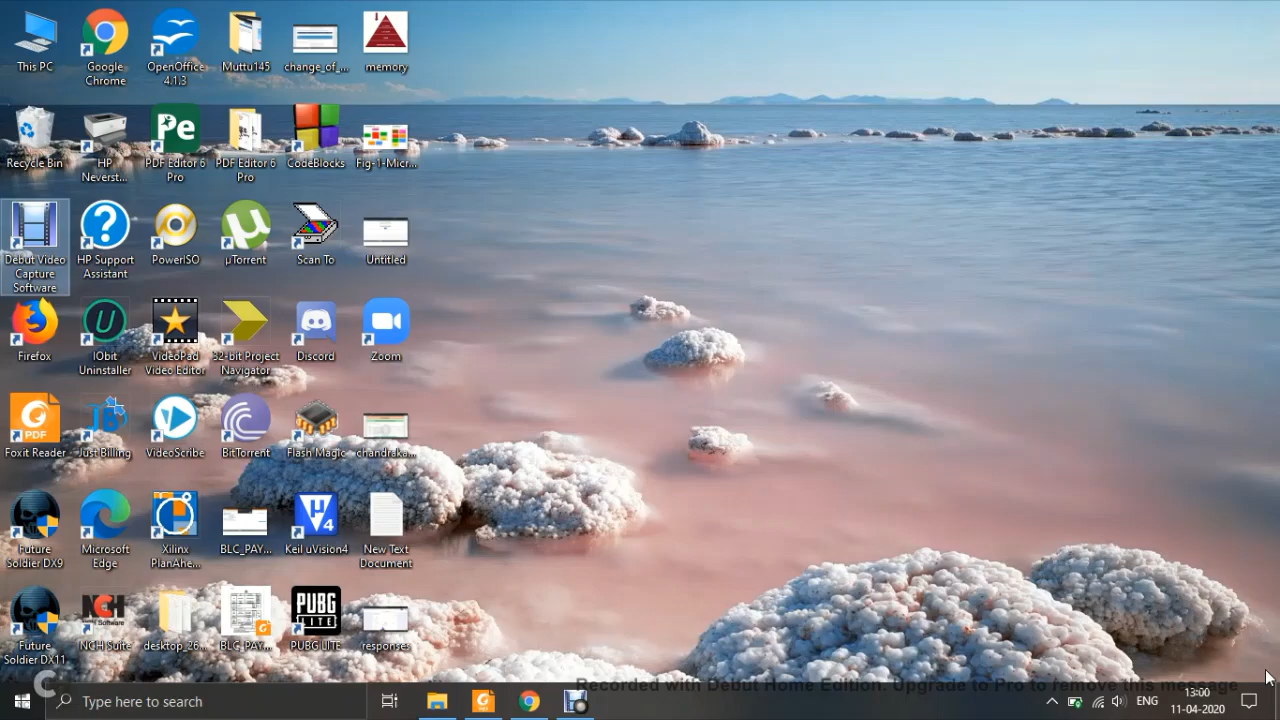 This PC
Google Chrome
OpenOffice 4.1.3
Muttu145
change_of_...
memory
Recycle Bin
HP Neverst...
Pe
PDF Editor 6 Pro
PDF Editor 6 Pro
CodeBlocks
Fig-1-Micr...
Debut Video Capture Software
HP Support Assistant
PowerISO
µTorrent
Scan To
Untitled
Firefox
IObit Uninstaller
VideoPad Video Editor
32-bit Project Navigator
Discord
Zoom
PDF
Foxit Reader
Just Billing
VideoScribe
BitTorrent
Flash Magic
chandraka...
Future Soldier DX9
Microsoft Edge
Xilinx PlanAhe...
BLC_PAY...
Keil uVision4
New Text Document
Future Soldier DX11
NCH Suite
desktop_26...
BLC_PAY...
PUBG LITE
PUBG LITE
responses
Recorded with Debut Home Edition. Upgrade to Pro to remove this message
Type here to search
ENG
13:00
11-04-2020